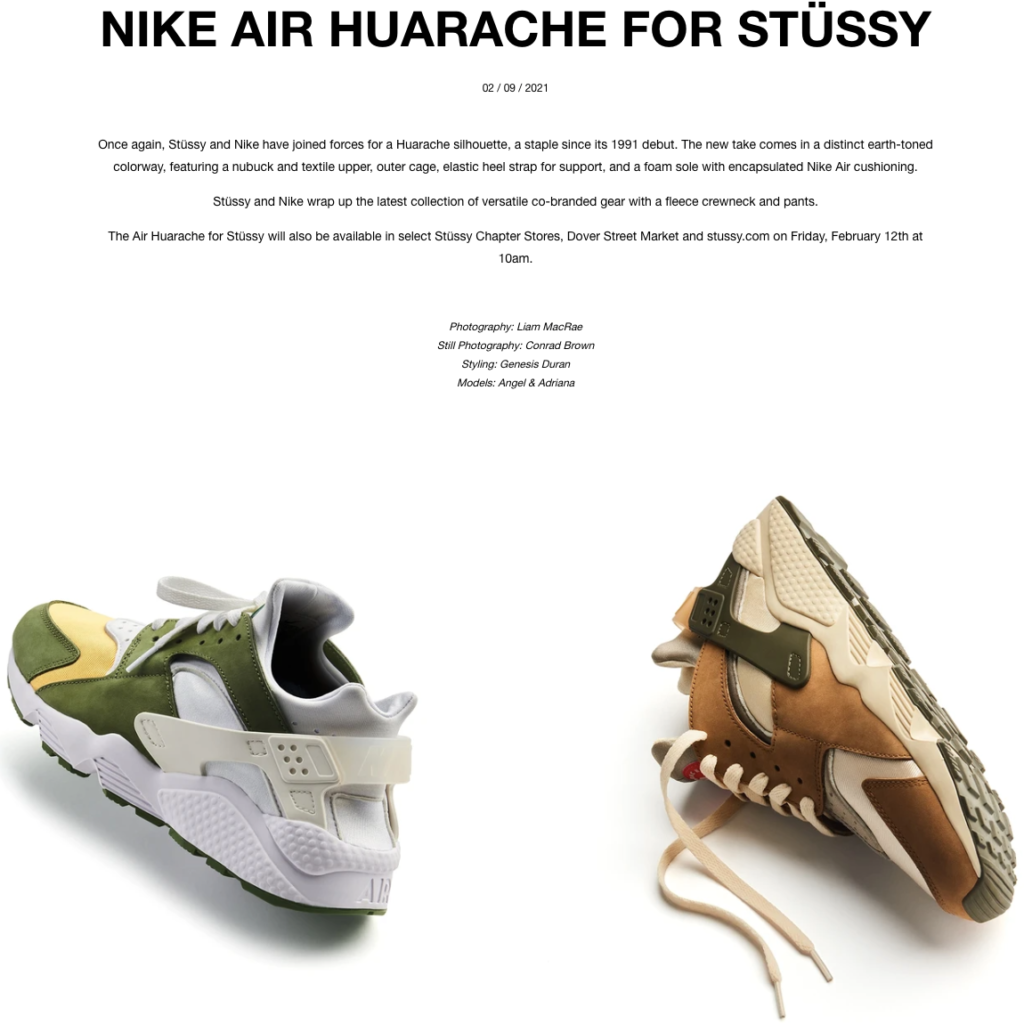 NIKE AIR HUARACHE FOR STÜSSY
02 / 09 / 2021
Once again, Stüssy and Nike have joined forces for a Huarache silhouette, a staple since its 1991 debut. The new take comes in a distinct earth-toned
colorway, featuring a nubuck and textile upper, outer cage, elastic heel strap for support, and a foam sole with encapsulated Nike Air cushioning.
Stüssy and Nike wrap up the latest collection of versatile co-branded gear with a fleece crewneck and pants.
The Air Huarache for Stüssy will also be available in select Stüssy Chapter Stores, Dover Street Market and stussy.com on Friday, February 12th at
10am.
Photography: Liam MacRae
Still Photography: Conrad Brown
Styling: Genesis Duran
Models: Angel & Adriana